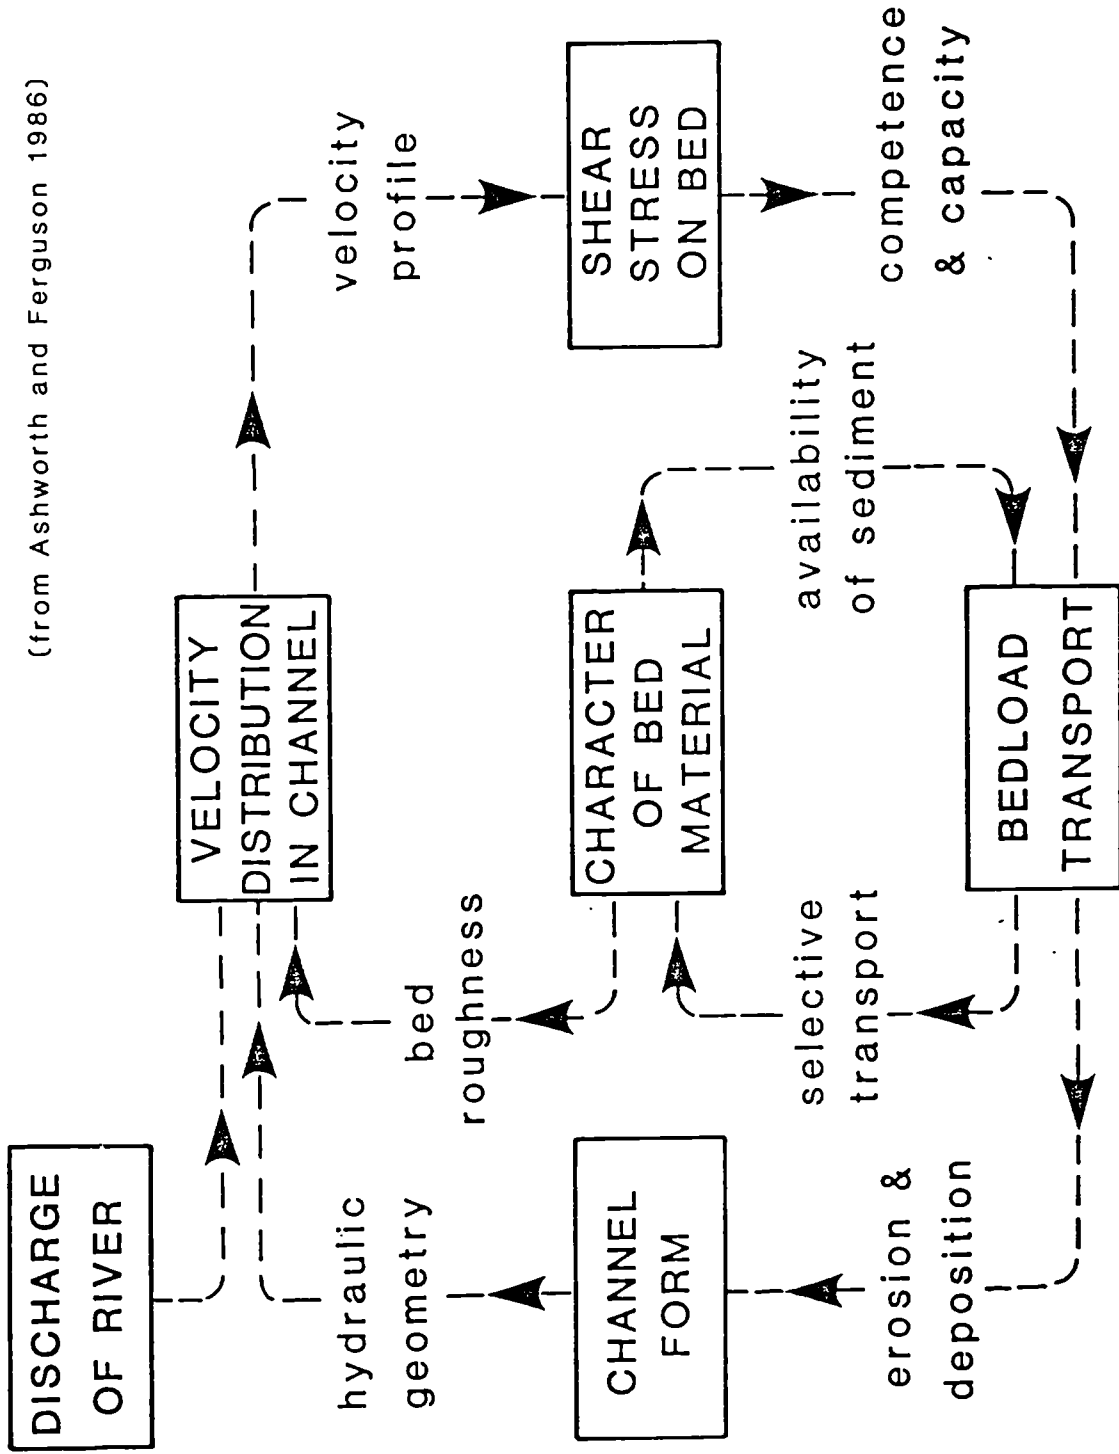 (from Ashworth and Ferguson 1986)
DISCHARGE
OF RIVER
VELOCITY
DISTRIBUTION
IN CHANNEL
hydraulic
geometry
bed
roughness
velocity
profile
CHANNEL
FORM
CHARACTER
OF BED
MATERIAL
SHEAR
STRESS
ON BED
erosion &
deposition
selective
transport
availability
of sediment
competence
& capacity
BEDLOAD
TRANSPORT